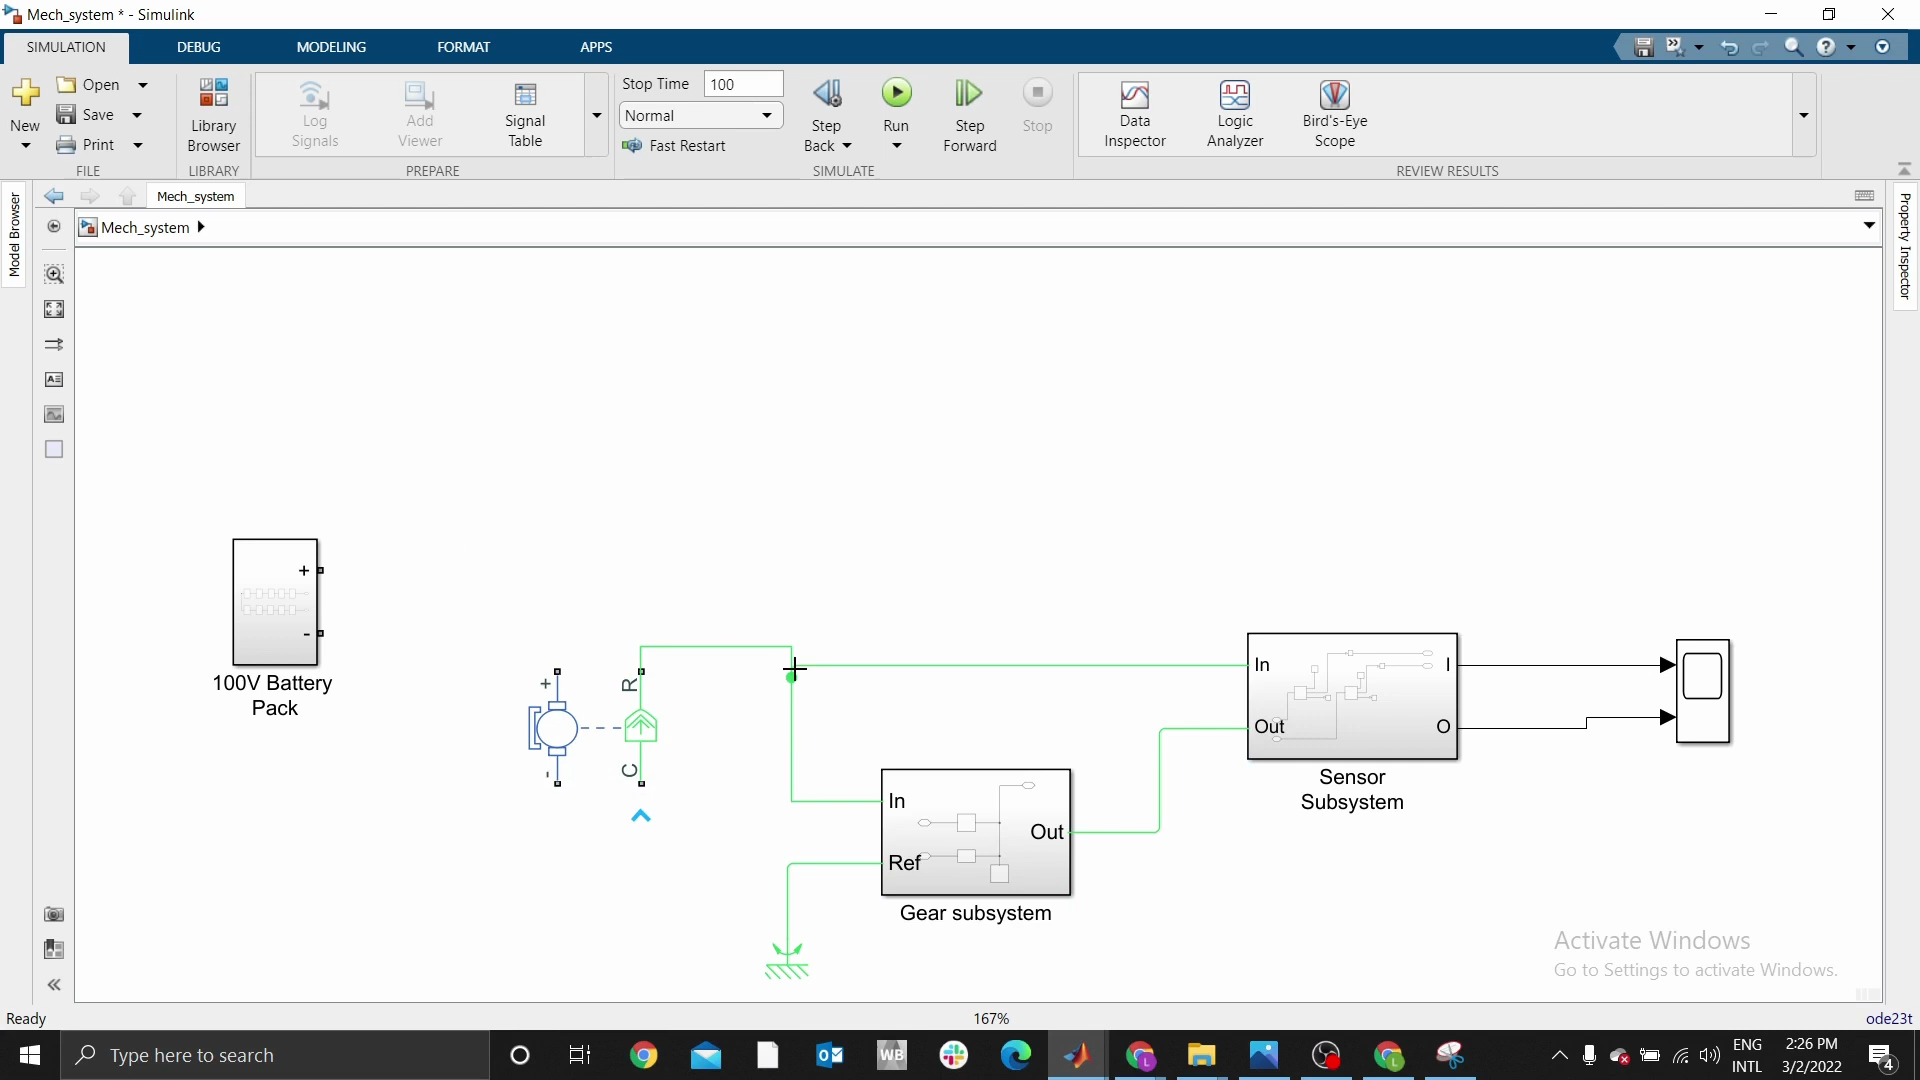 Mech_system * - Simulink
SIMULATION DEBUG MODELING FORMAT APPS
New
Open
Save
Print
FILE
Library
Browser
LIBRARY
Log
Signals
Add
Viewer
Signal
Table
PREPARE
Stop Time 100
Normal
Fast Restart
Step
Back
Run
Step
Forward
Stop
SIMULATE
Data
Inspector
Logic
Analyzer
Bird's-Eye
Scope
REVIEW RESULTS
Model Browser
Mech_system
Mech_system
Property Inspector
+
-
100V Battery
Pack
+
-
R
C
In
Ref
Out
Gear subsystem
In
Out
I
O
Sensor
Subsystem
Activate Windows
Go to Settings to activate Windows.
Ready 167% ode23t
Type here to search
WB
ENG
INTL
2:26 PM
3/2/2022
4